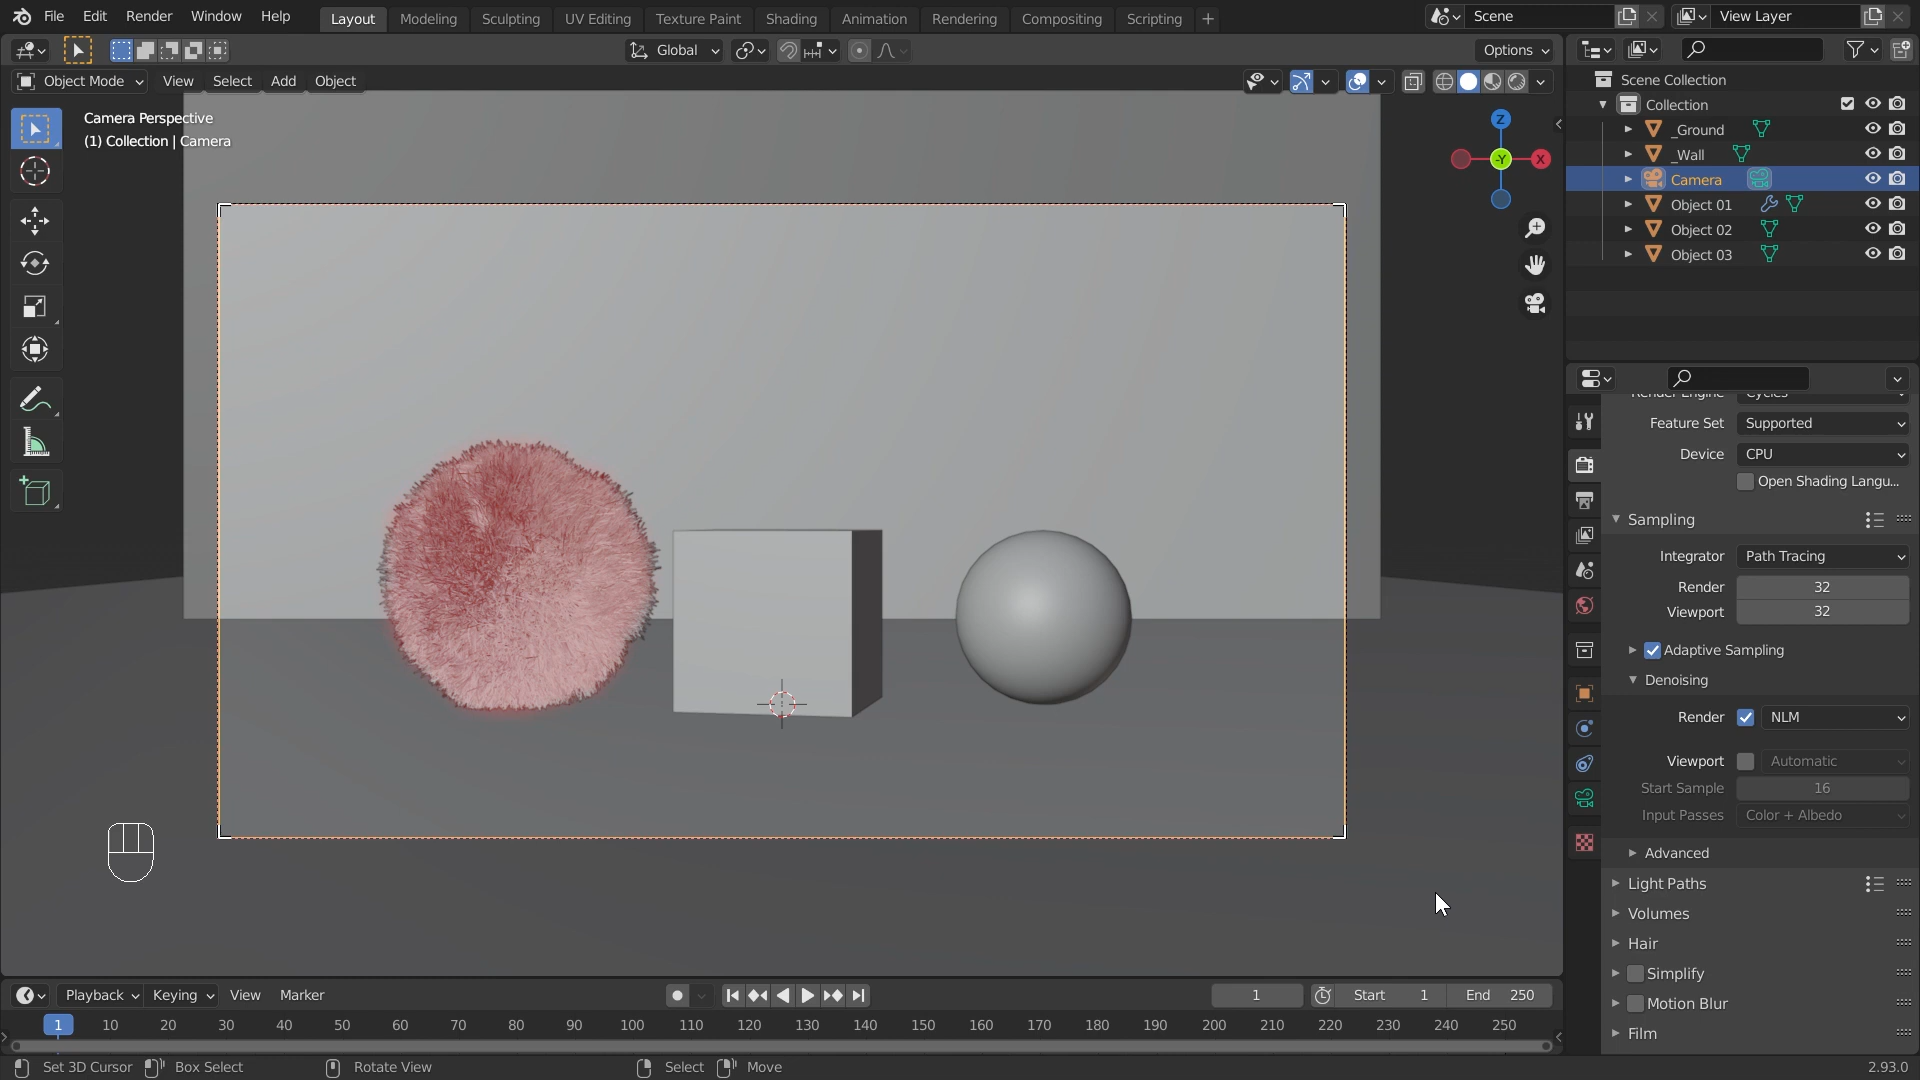 File Edit Render Window Help Layout Modeling Sculpting UV Editing Texture Paint Shading Animation Rendering Compositing Scripting + Scene View Layer
Global Options
Object Mode View Select Add Object
Camera Perspective
(1) Collection | Camera
Z
-Y
X
Scene Collection
Collection
_Ground
_Wall
Camera
Object 01
Object 02
Object 03
Render Engine Cycles
Feature Set Supported
Device CPU
Open Shading Langu...
Sampling
Integrator Path Tracing
Render 32
Viewport 32
Adaptive Sampling
Denoising
Render NLM
Viewport Automatic
Start Sample 16
Input Passes Color + Albedo
Advanced
Light Paths
Volumes
Hair
Simplify
Motion Blur
Film
Playback Keying View Marker 1 Start 1 End 250
1 10 20 30 40 50 60 70 80 90 100 110 120 130 140 150 160 170 180 190 200 210 220 230 240 250
Set 3D Cursor Box Select Rotate View Select Move 2.93.0